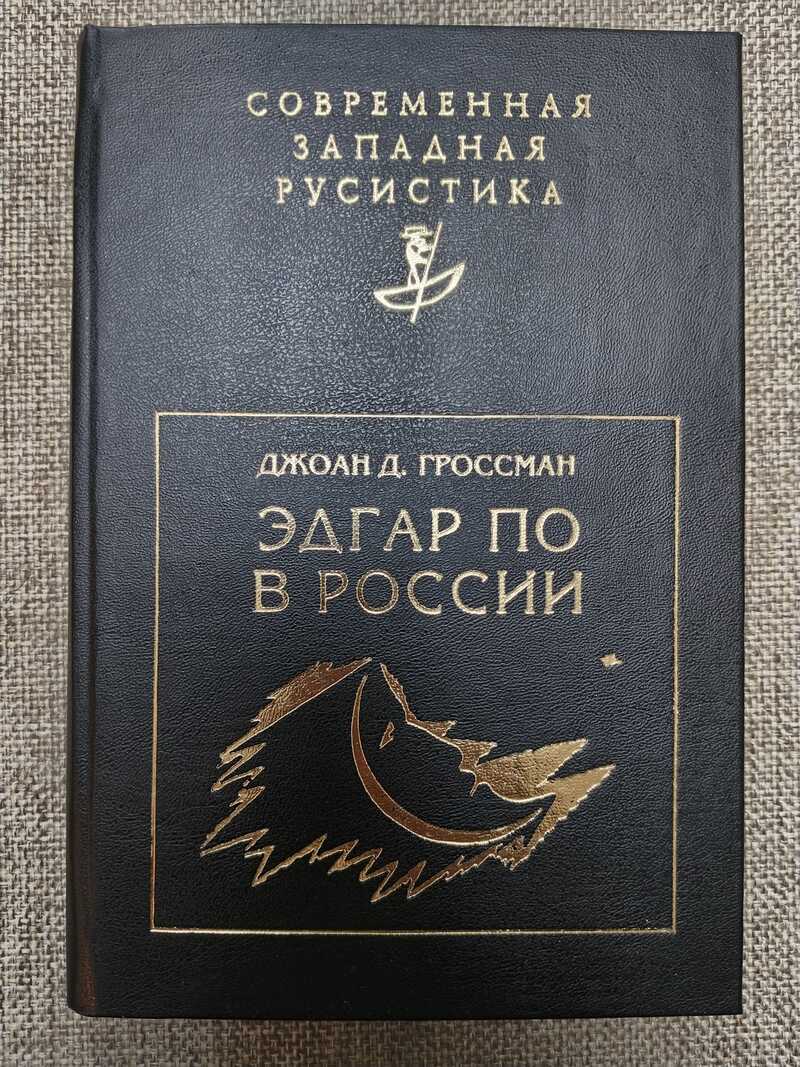 СОВРЕМЕННАЯ
ЗАПАДНАЯ
РУСИСТИКА
ДЖОАН Д. ГРОССМАН
ЭДГАР ПО
В РОССИИ